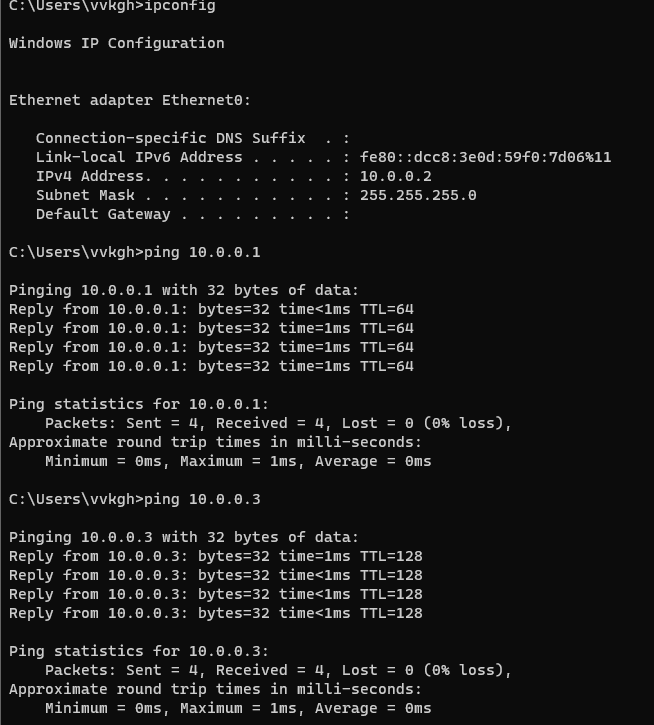 C:\Users\vvkgh>ipconfig
Windows IP Configuration
Ethernet adapter Ethernet0:
   Connection-specific DNS Suffix  . :
   Link-local IPv6 Address . . . . . : fe80::dcc8:3e0d:59f0:7d06%11
   IPv4 Address. . . . . . . . . . . : 10.0.0.2
   Subnet Mask . . . . . . . . . . . : 255.255.255.0
   Default Gateway . . . . . . . . . :
C:\Users\vvkgh>ping 10.0.0.1
Pinging 10.0.0.1 with 32 bytes of data:
Reply from 10.0.0.1: bytes=32 time<1ms TTL=64
Reply from 10.0.0.1: bytes=32 time=1ms TTL=64
Reply from 10.0.0.1: bytes=32 time=1ms TTL=64
Reply from 10.0.0.1: bytes=32 time=1ms TTL=64
Ping statistics for 10.0.0.1:
    Packets: Sent = 4, Received = 4, Lost = 0 (0% loss),
Approximate round trip times in milli-seconds:
    Minimum = 0ms, Maximum = 1ms, Average = 0ms
C:\Users\vvkgh>ping 10.0.0.3
Pinging 10.0.0.3 with 32 bytes of data:
Reply from 10.0.0.3: bytes=32 time=1ms TTL=128
Reply from 10.0.0.3: bytes=32 time<1ms TTL=128
Reply from 10.0.0.3: bytes=32 time<1ms TTL=128
Reply from 10.0.0.3: bytes=32 time<1ms TTL=128
Ping statistics for 10.0.0.3:
    Packets: Sent = 4, Received = 4, Lost = 0 (0% loss),
Approximate round trip times in milli-seconds:
    Minimum = 0ms, Maximum = 1ms, Average = 0ms